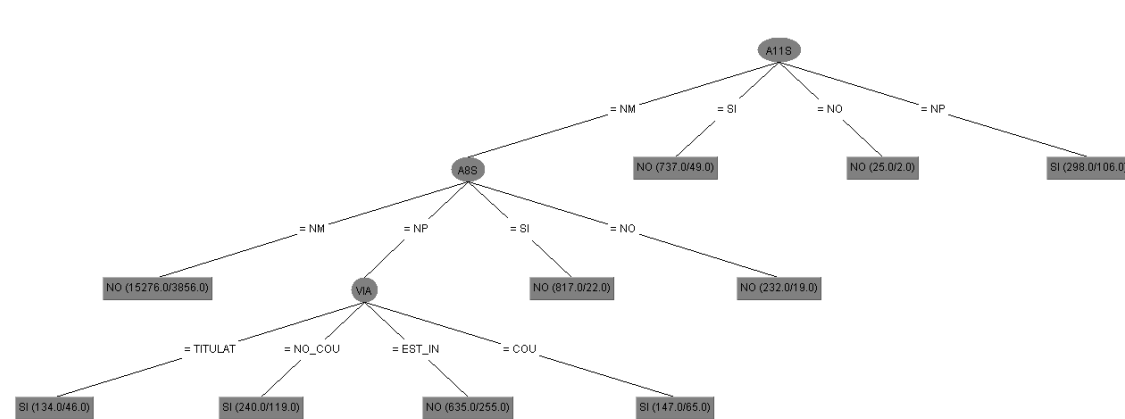 A11S
= NM
= SI
= NO
= NP
A8S
NO (737.0/49.0)
NO (25.0/2.0)
SI (298.0/106.0)
= NM
= NP
= SI
= NO
NO (15276.0/3856.0)
VIA
NO (817.0/22.0)
NO (232.0/19.0)
= TITULAT
= NO_COU
= EST_IN
= COU
SI (134.0/46.0)
SI (240.0/119.0)
NO (635.0/255.0)
SI (147.0/65.0)